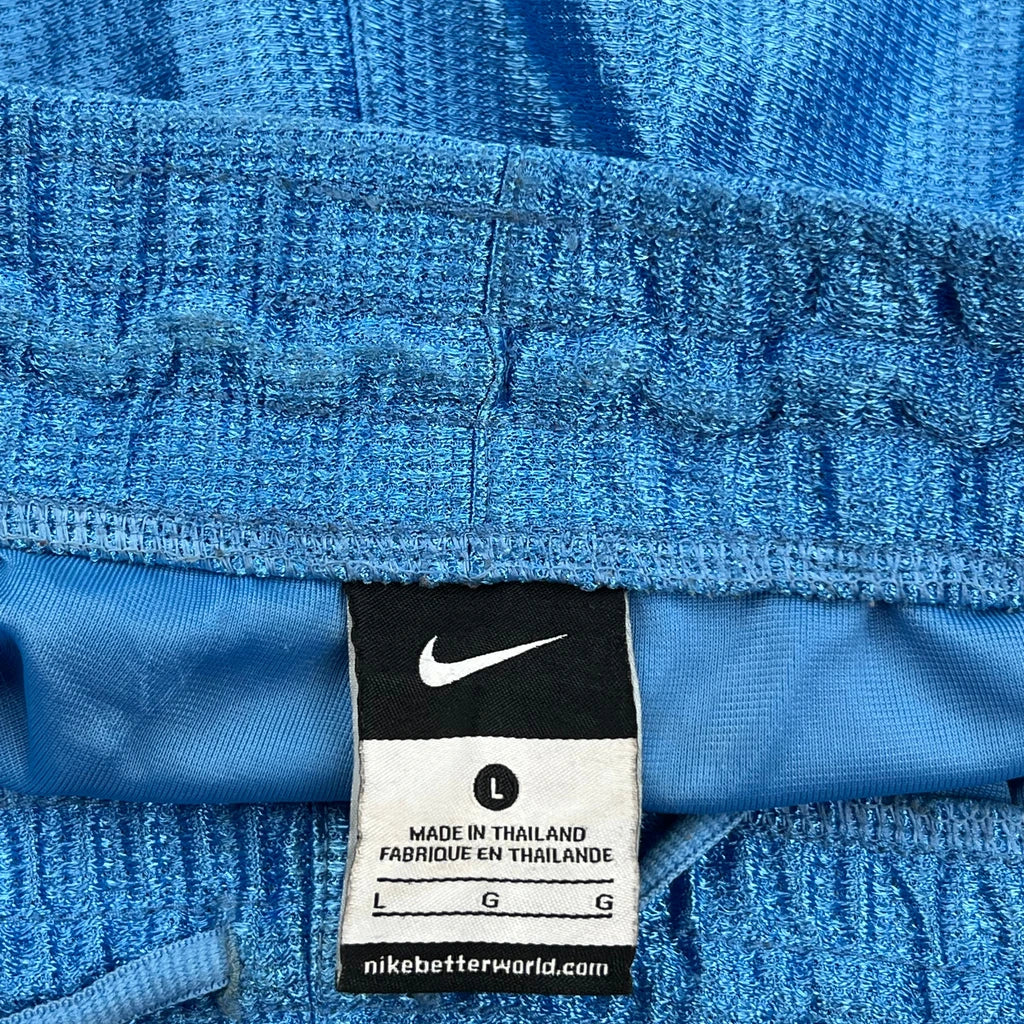 L
MADE IN THAILAND
FABRIQUE EN THAILANDE
L G G
nikebetterworld.com